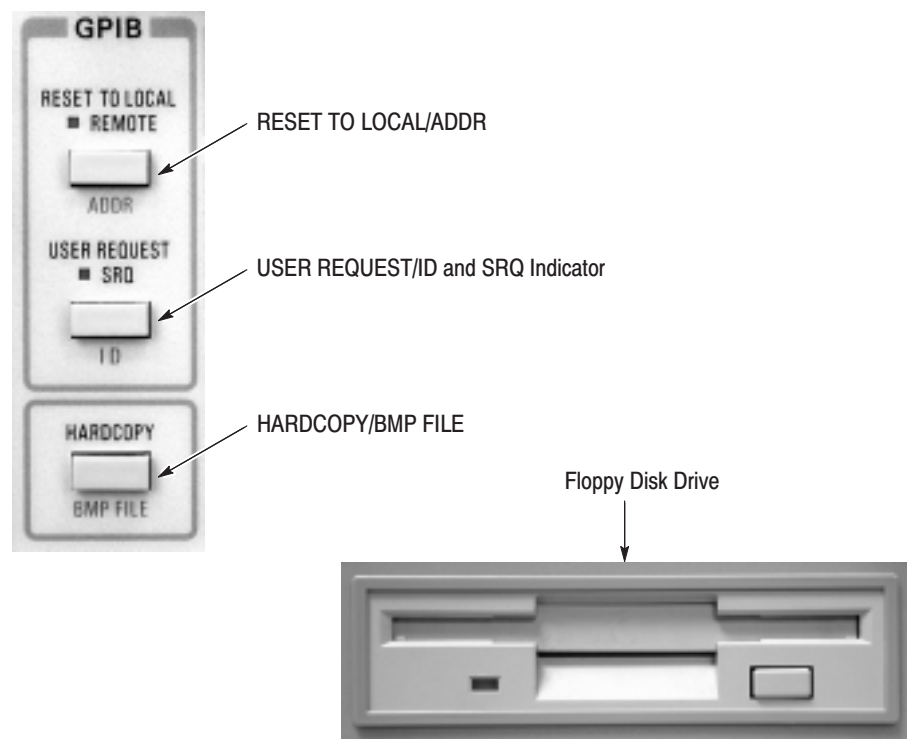 GPIB
RESET TO LOCAL
REMOTE
ADDR
USER REQUEST
SRQ
ID
HARDCOPY
BMP FILE
RESET TO LOCAL/ADDR
USER REQUEST/ID and SRQ Indicator
HARDCOPY/BMP FILE
Floppy Disk Drive